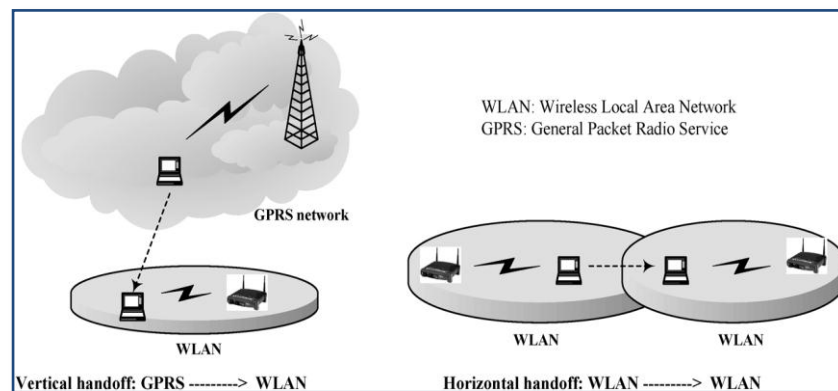 WLAN: Wireless Local Area Network
GPRS: General Packet Radio Service
GPRS network
WLAN
WLAN
WLAN
Vertical handoff: GPRS ---------> WLAN
Horizontal handoff: WLAN ---------> WLAN